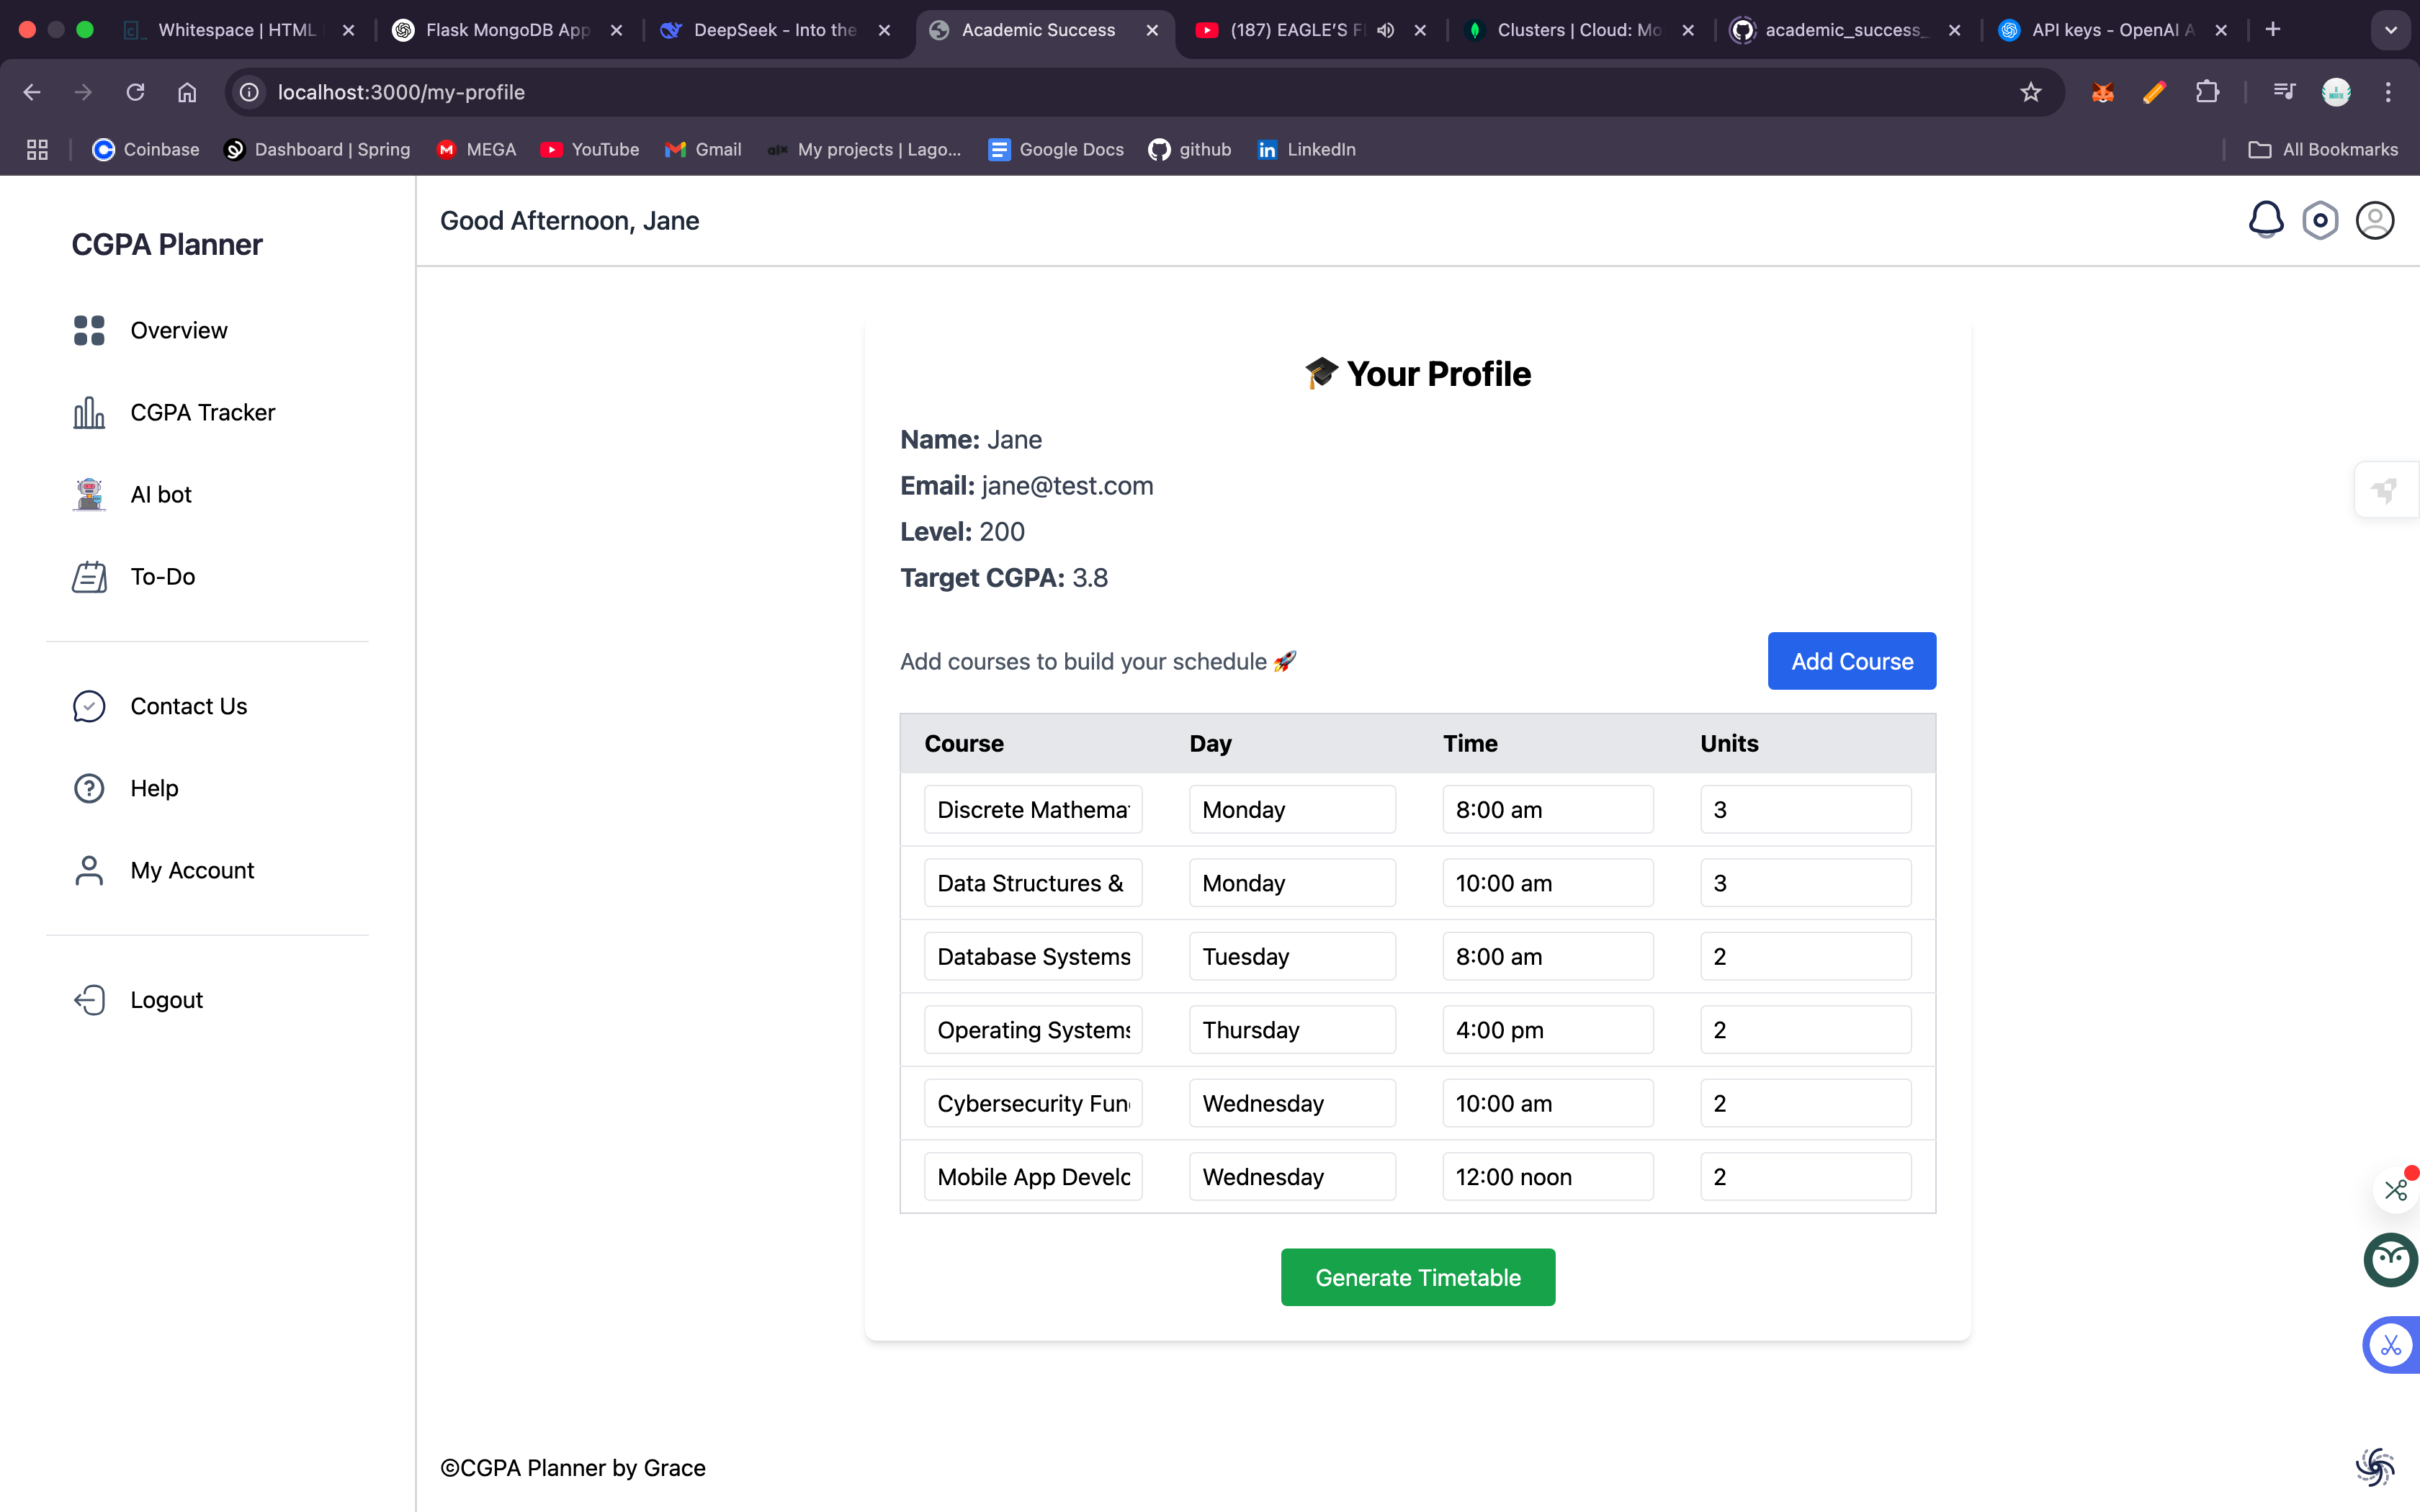 Whitespace | HTML
Flask MongoDB App
DeepSeek - Into the
Academic Success
(187) EAGLE'S F
Clusters | Cloud: Mo
academic_success_
API keys - OpenAI A
localhost:3000/my-profile
Coinbase
Dashboard | Spring
MEGA
YouTube
Gmail
My projects | Lago...
Google Docs
github
LinkedIn
All Bookmarks
CGPA Planner
Good Afternoon, Jane
Overview
CGPA Tracker
AI bot
To-Do
Contact Us
Help
My Account
Logout
🎓 Your Profile
Name: Jane
Email: jane@test.com
Level: 200
Target CGPA: 3.8
Add courses to build your schedule 🚀
Add Course
Course Day Time Units
Discrete Mathema Monday 8:00 am 3
Data Structures & Monday 10:00 am 3
Database Systems Tuesday 8:00 am 2
Operating Systems Thursday 4:00 pm 2
Cybersecurity Fun Wednesday 10:00 am 2
Mobile App Develo Wednesday 12:00 noon 2
Generate Timetable
©CGPA Planner by Grace